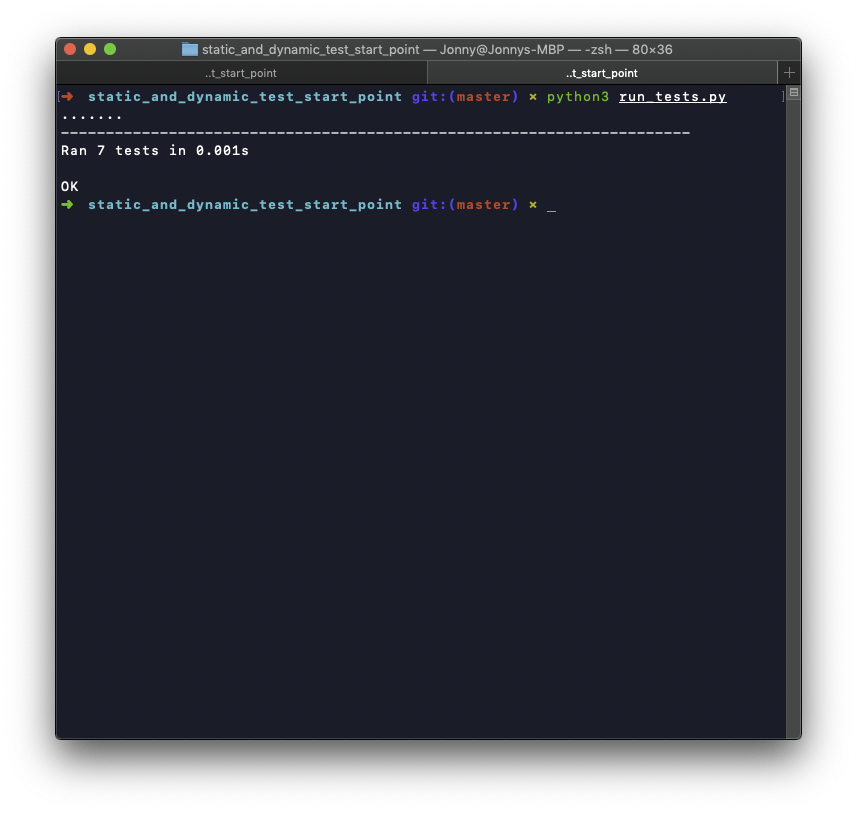 static_and_dynamic_test_start_point — Jonny@Jonnys-MBP — -zsh — 80×36
..t_start_point ..t_start_point
➜ static_and_dynamic_test_start_point git:(master) × python3 run_tests.py
.......
----------------------------------------------------------------------
Ran 7 tests in 0.001s
OK
➜ static_and_dynamic_test_start_point git:(master) × _